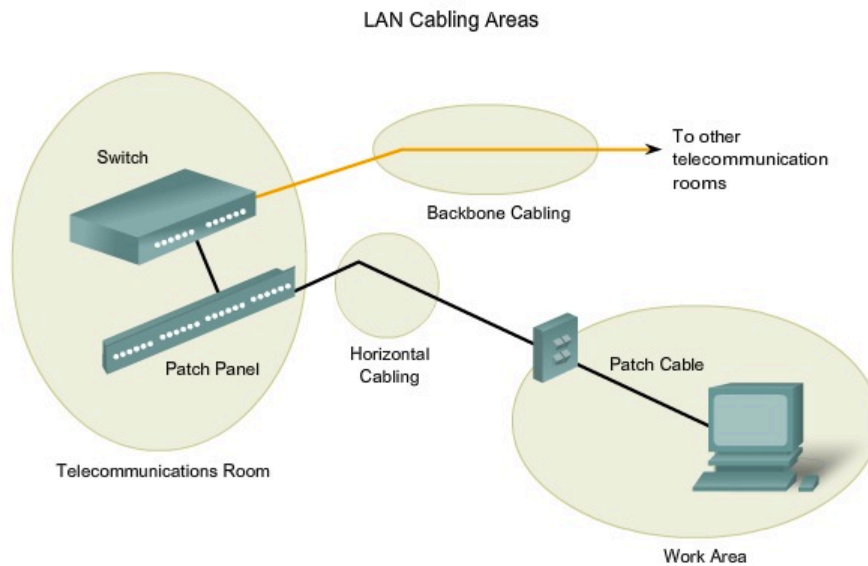 LAN Cabling Areas
Switch
To other
telecommunication
rooms
Backbone Cabling
Patch Panel
Horizontal
Cabling
Patch Cable
Telecommunications Room
Work Area